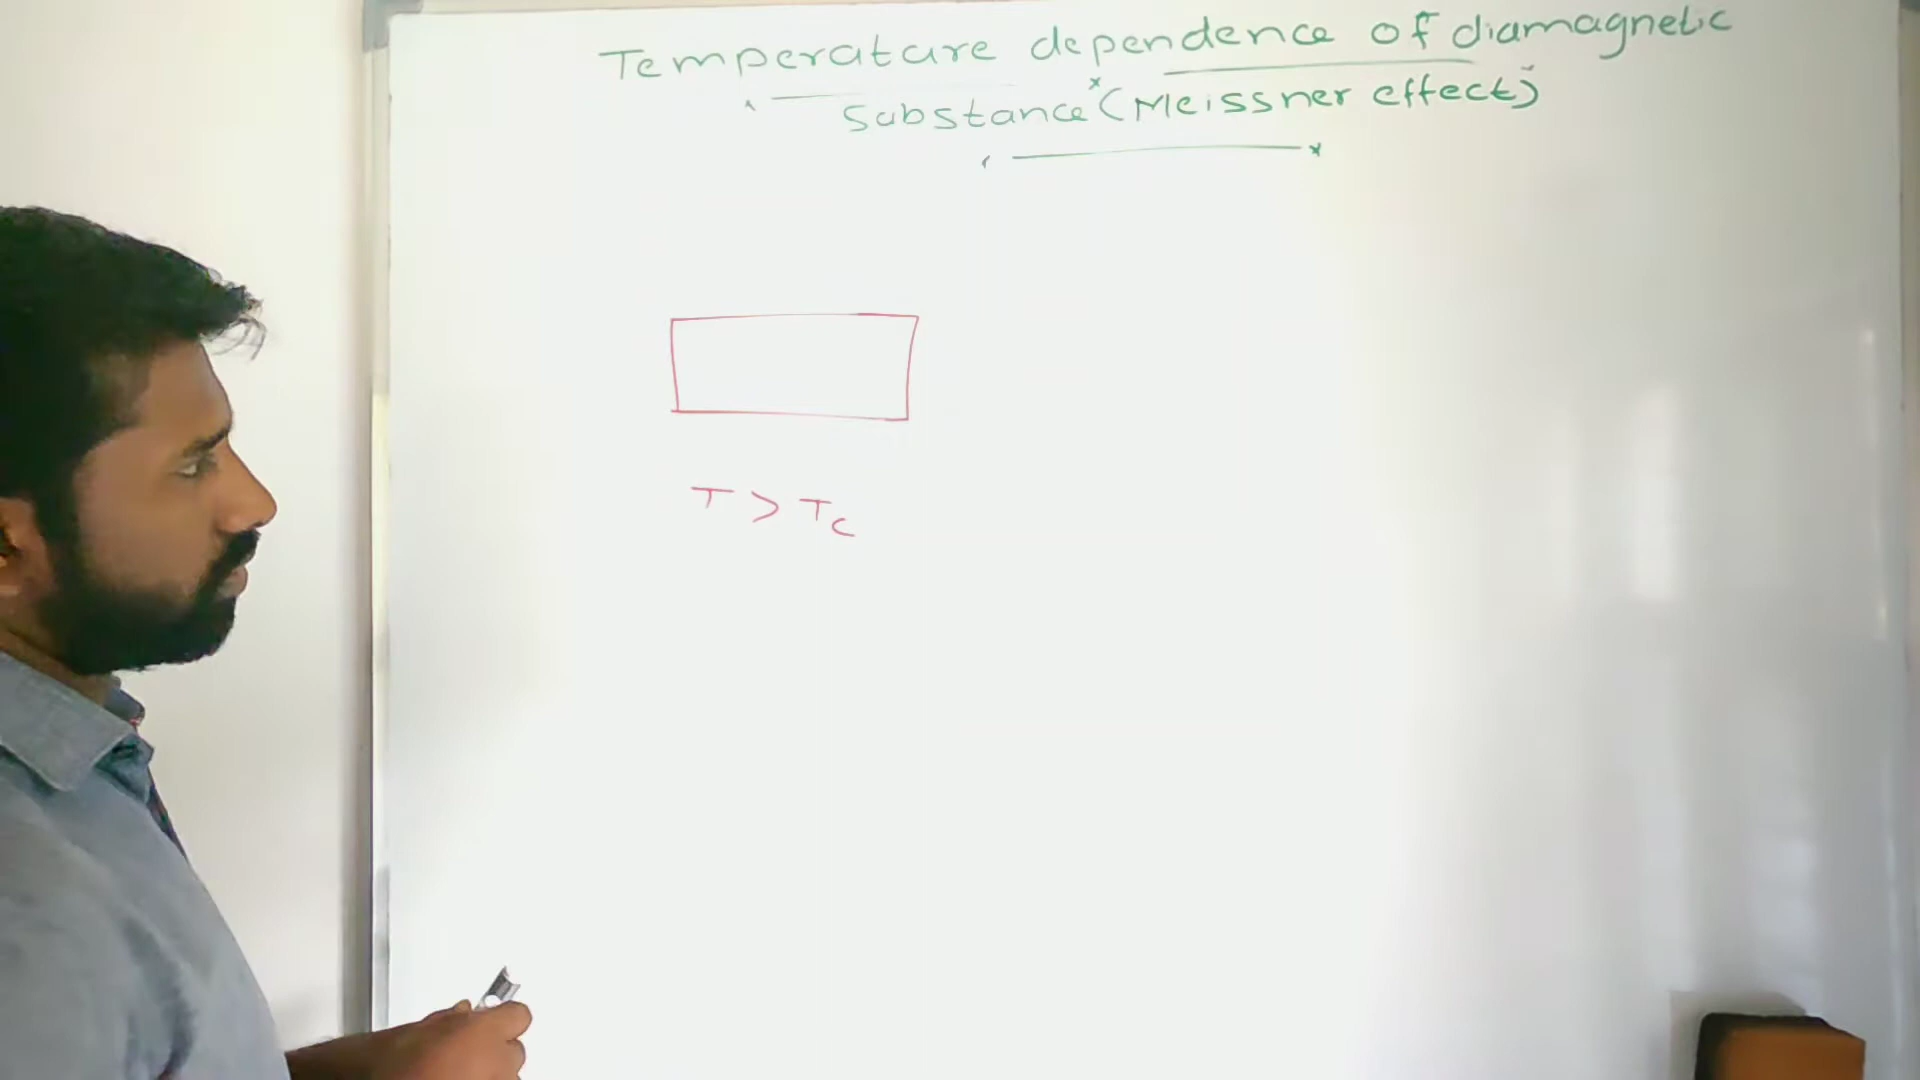 Temperature dependence of diamagnetic
Substance (Meissner effect)
T > Tc